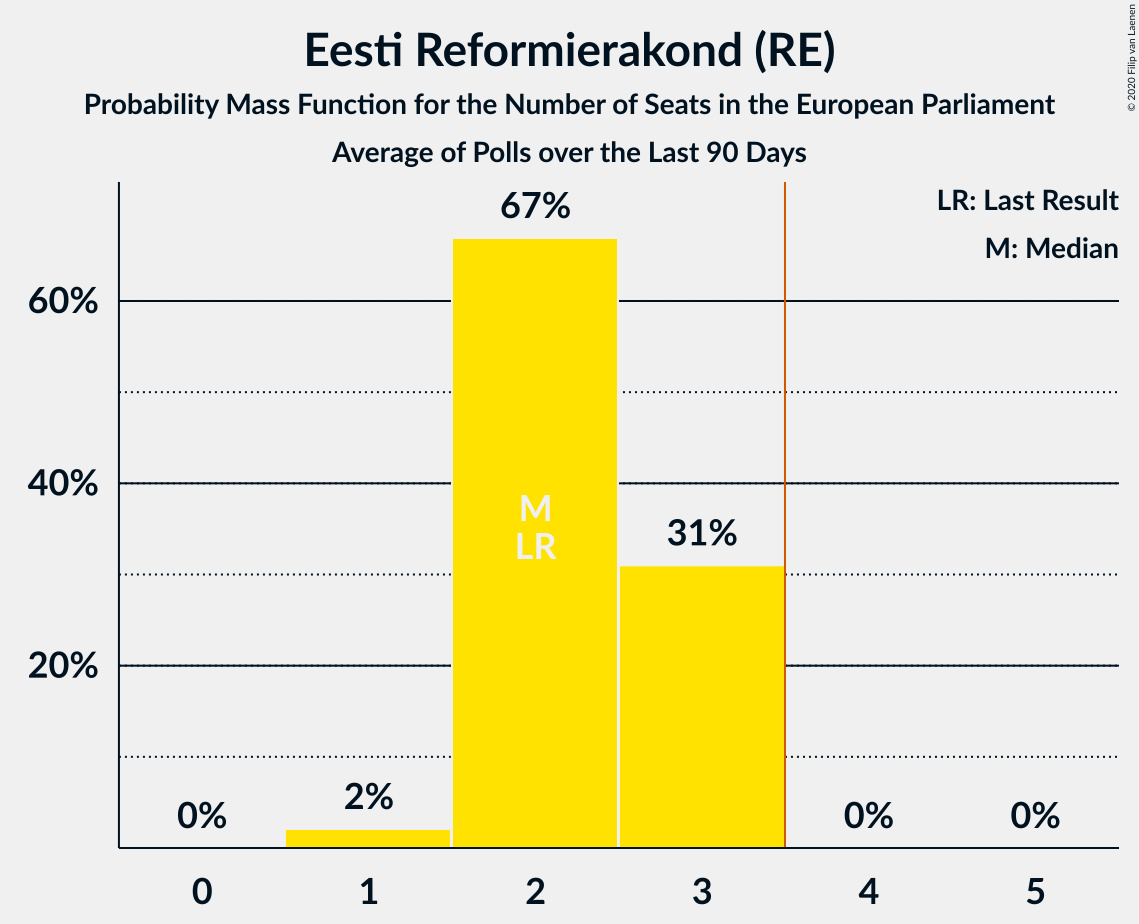 Eesti Reformierakond (RE)
Probability Mass Function for the Number of Seats in the European Parliament
Average of Polls over the Last 90 Days
© 2020 Filip van Laenen
LR: Last Result
M: Median
67%
60%
40%
M
LR
31%
20%
0%
2%
0%
0%
0
1
2
3
4
5